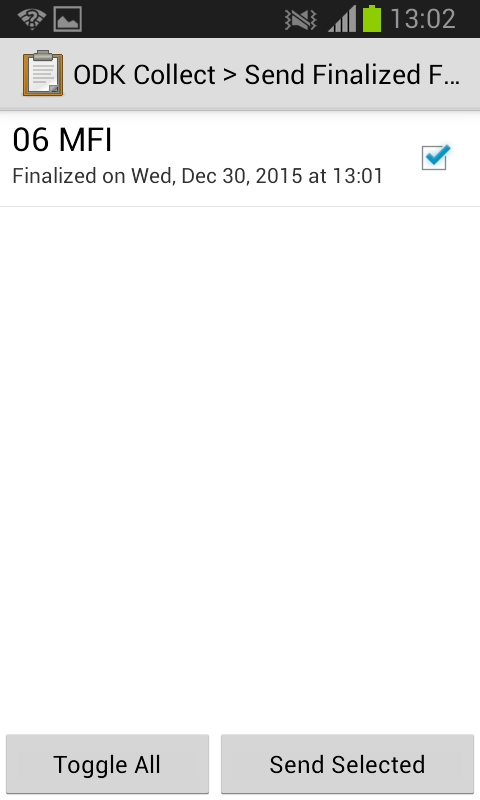 13:02
ODK Collect > Send Finalized F...
06 MFI
Finalized on Wed, Dec 30, 2015 at 13:01
Toggle All
Send Selected